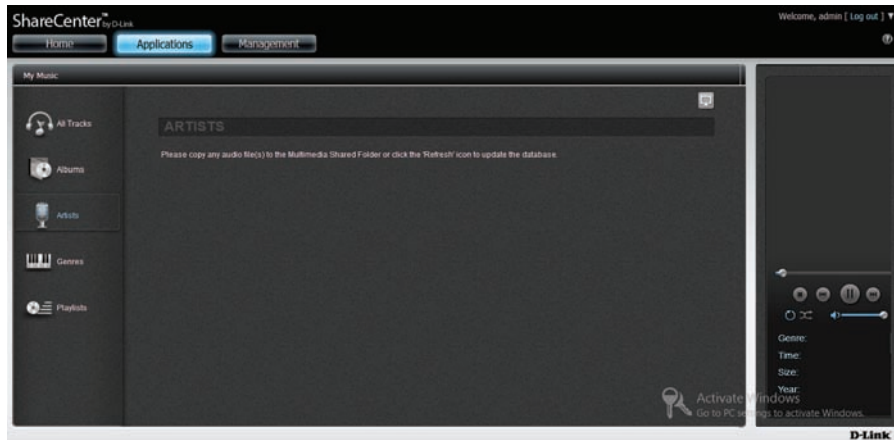 ShareCenter™ by D-Link
Welcome, admin [ Log out ] ▼
Home
Applications
Management
?
My Music
All Tracks
Albums
Artists
Genres
Playlists
ARTISTS
Please copy any audio file(s) to the Multimedia Shared Folder or click the 'Refresh' icon to update the database.
Genre:
Time:
Size:
Year:
Activate Windows
Go to PC settings to activate Windows.
D-Link